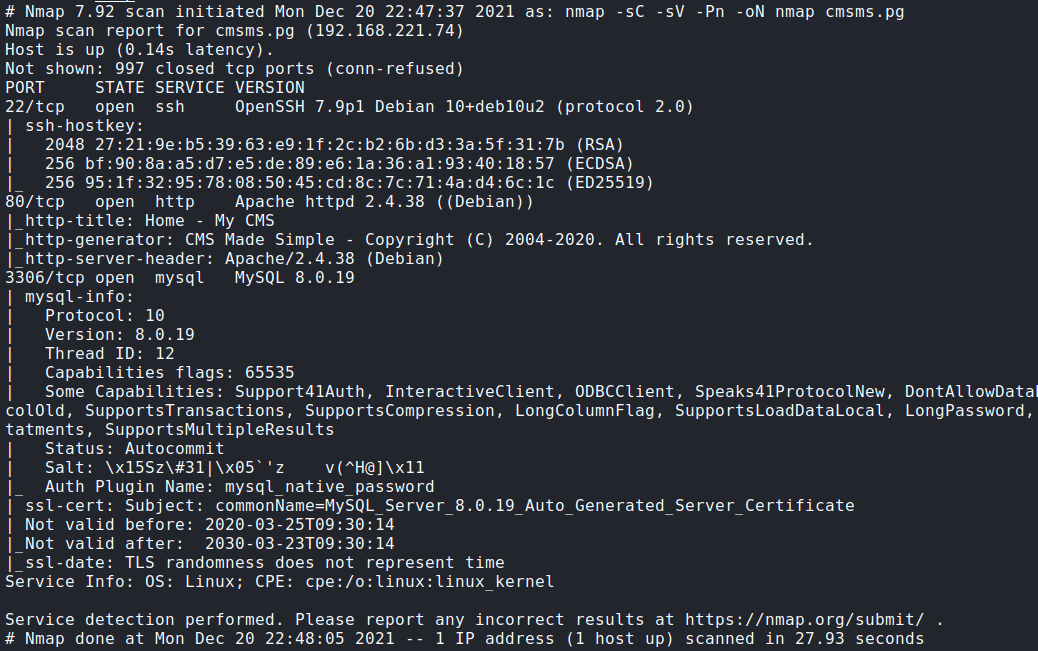 # Nmap 7.92 scan initiated Mon Dec 20 22:47:37 2021 as: nmap -sC -sV -Pn -oN nmap cmsms.pg
Nmap scan report for cmsms.pg (192.168.221.74)
Host is up (0.14s latency).
Not shown: 997 closed tcp ports (conn-refused)
PORT     STATE SERVICE VERSION
22/tcp   open  ssh     OpenSSH 7.9p1 Debian 10+deb10u2 (protocol 2.0)
| ssh-hostkey:
|   2048 27:21:9e:b5:39:63:e9:1f:2c:b2:6b:d3:3a:5f:31:7b (RSA)
|   256 bf:90:8a:a5:d7:e5:de:89:e6:1a:36:a1:93:40:18:57 (ECDSA)
|_  256 95:1f:32:95:78:08:50:45:cd:8c:7c:71:4a:d4:6c:1c (ED25519)
80/tcp   open  http    Apache httpd 2.4.38 ((Debian))
|_http-title: Home - My CMS
|_http-generator: CMS Made Simple - Copyright (C) 2004-2020. All rights reserved.
|_http-server-header: Apache/2.4.38 (Debian)
3306/tcp open  mysql   MySQL 8.0.19
| mysql-info:
|   Protocol: 10
|   Version: 8.0.19
|   Thread ID: 12
|   Capabilities flags: 65535
|   Some Capabilities: Support41Auth, InteractiveClient, ODBCClient, Speaks41ProtocolNew, DontAllowData
colOld, SupportsTransactions, SupportsCompression, LongColumnFlag, SupportsLoadDataLocal, LongPassword,
tatments, SupportsMultipleResults
|   Status: Autocommit
|   Salt: \x15Sz\#31|\x05`'z    v(^H@]\x11
|_  Auth Plugin Name: mysql_native_password
| ssl-cert: Subject: commonName=MySQL_Server_8.0.19_Auto_Generated_Server_Certificate
| Not valid before: 2020-03-25T09:30:14
|_Not valid after:  2030-03-23T09:30:14
|_ssl-date: TLS randomness does not represent time
Service Info: OS: Linux; CPE: cpe:/o:linux:linux_kernel
Service detection performed. Please report any incorrect results at https://nmap.org/submit/ .
# Nmap done at Mon Dec 20 22:48:05 2021 -- 1 IP address (1 host up) scanned in 27.93 seconds